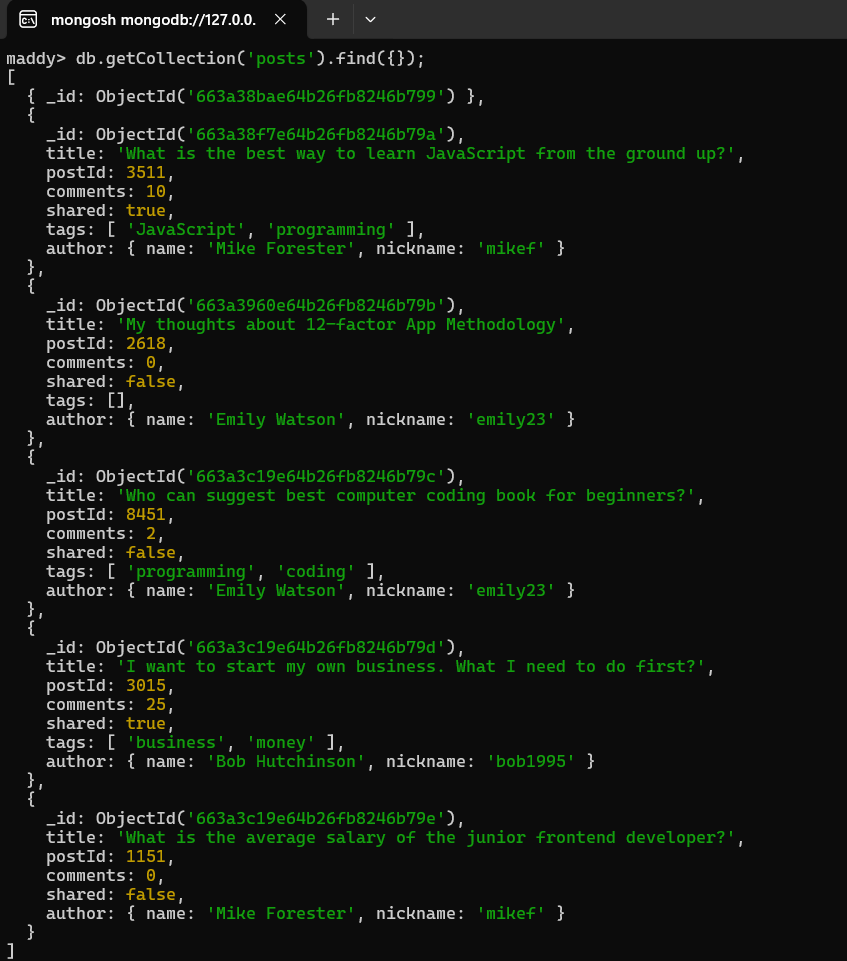 mongosh mongodb://127.0.0.
maddy> db.getCollection('posts').find({});
[
  { _id: ObjectId('663a38bae64b26fb8246b799') },
  {
    _id: ObjectId('663a38f7e64b26fb8246b79a'),
    title: 'What is the best way to learn JavaScript from the ground up?',
    postId: 3511,
    comments: 10,
    shared: true,
    tags: [ 'JavaScript', 'programming' ],
    author: { name: 'Mike Forester', nickname: 'mikef' }
  },
  {
    _id: ObjectId('663a3960e64b26fb8246b79b'),
    title: 'My thoughts about 12-factor App Methodology',
    postId: 2618,
    comments: 0,
    shared: false,
    tags: [],
    author: { name: 'Emily Watson', nickname: 'emily23' }
  },
  {
    _id: ObjectId('663a3c19e64b26fb8246b79c'),
    title: 'Who can suggest best computer coding book for beginners?',
    postId: 8451,
    comments: 2,
    shared: false,
    tags: [ 'programming', 'coding' ],
    author: { name: 'Emily Watson', nickname: 'emily23' }
  },
  {
    _id: ObjectId('663a3c19e64b26fb8246b79d'),
    title: 'I want to start my own business. What I need to do first?',
    postId: 3015,
    comments: 25,
    shared: true,
    tags: [ 'business', 'money' ],
    author: { name: 'Bob Hutchinson', nickname: 'bob1995' }
  },
  {
    _id: ObjectId('663a3c19e64b26fb8246b79e'),
    title: 'What is the average salary of the junior frontend developer?',
    postId: 1151,
    comments: 0,
    shared: false,
    author: { name: 'Mike Forester', nickname: 'mikef' }
  }
]